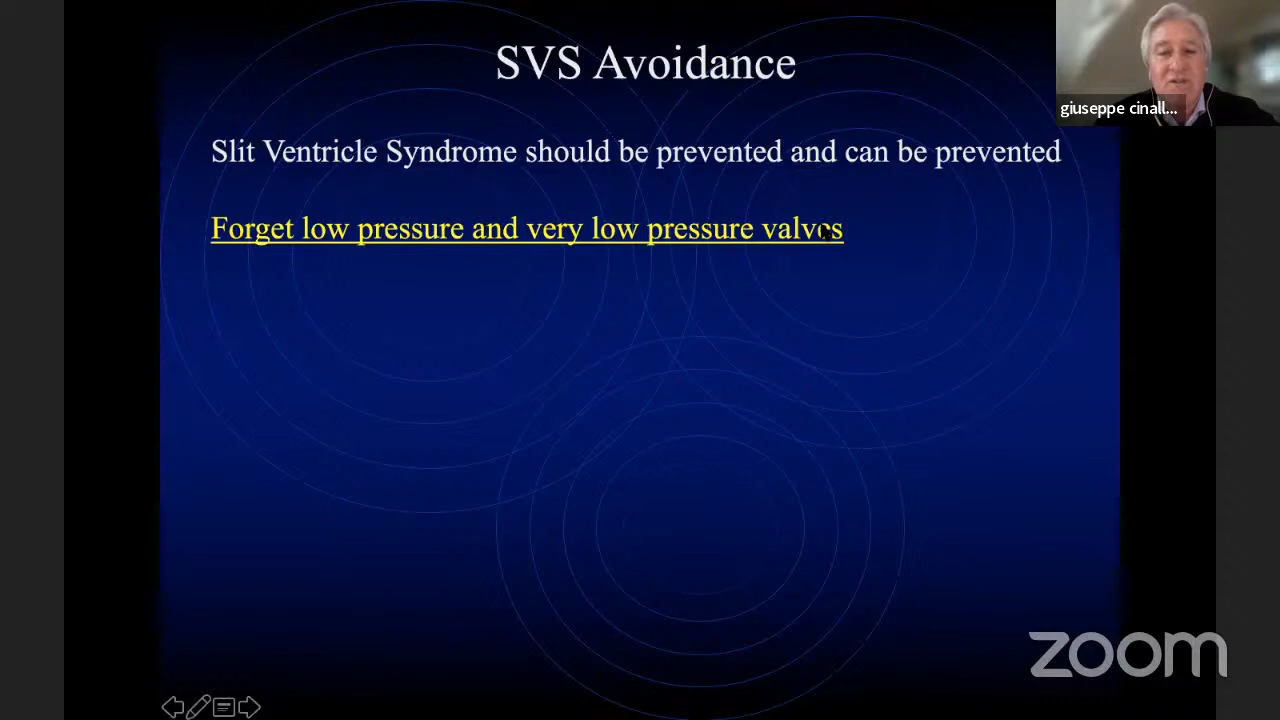 SVS Avoidance
giuseppe cinall...
Slit Ventricle Syndrome should be prevented and can be prevented
Forget low pressure and very low pressure valves
zoom